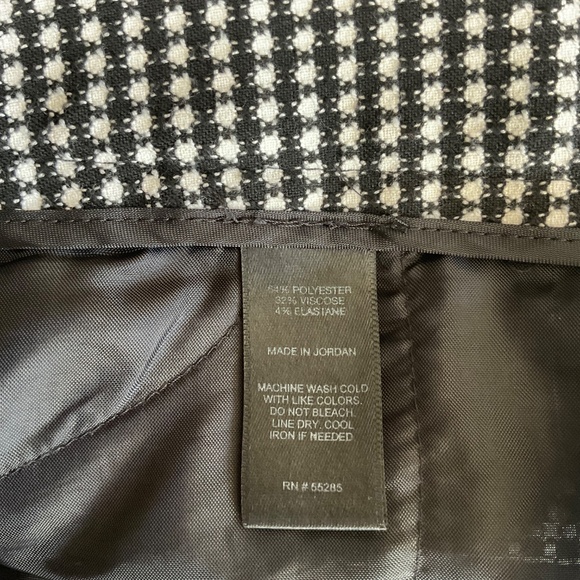 64% POLYESTER
32% VISCOSE
4% ELASTANE
MADE IN JORDAN
MACHINE WASH COLD
WITH LIKE COLORS.
DO NOT BLEACH.
LINE DRY. COOL
IRON IF NEEDED
RN # 55285